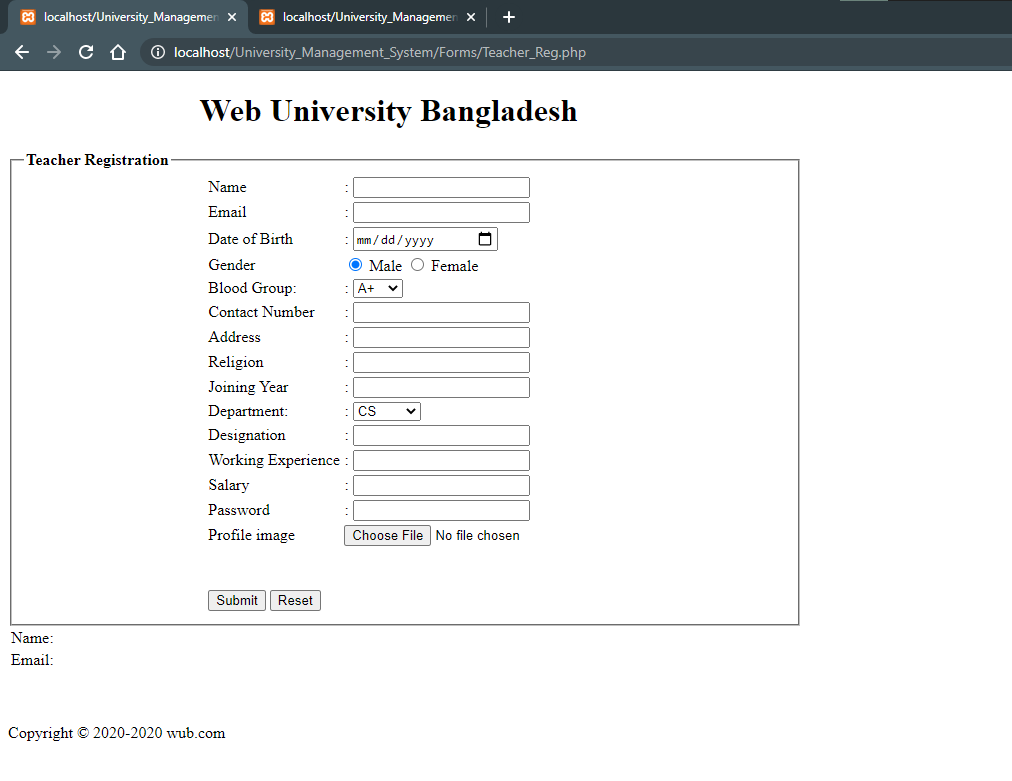 localhost/University_Managemen localhost/University_Managemen
localhost/University_Management_System/Forms/Teacher_Reg.php
Web University Bangladesh
Teacher Registration
Name :
Email :
Date of Birth : mm/dd/yyyy
Gender Male Female
Blood Group: : A+
Contact Number :
Address :
Religion :
Joining Year :
Department: : CS
Designation :
Working Experience :
Salary :
Password :
Profile image Choose File No file chosen
Submit Reset
Name:
Email:
Copyright © 2020-2020 wub.com